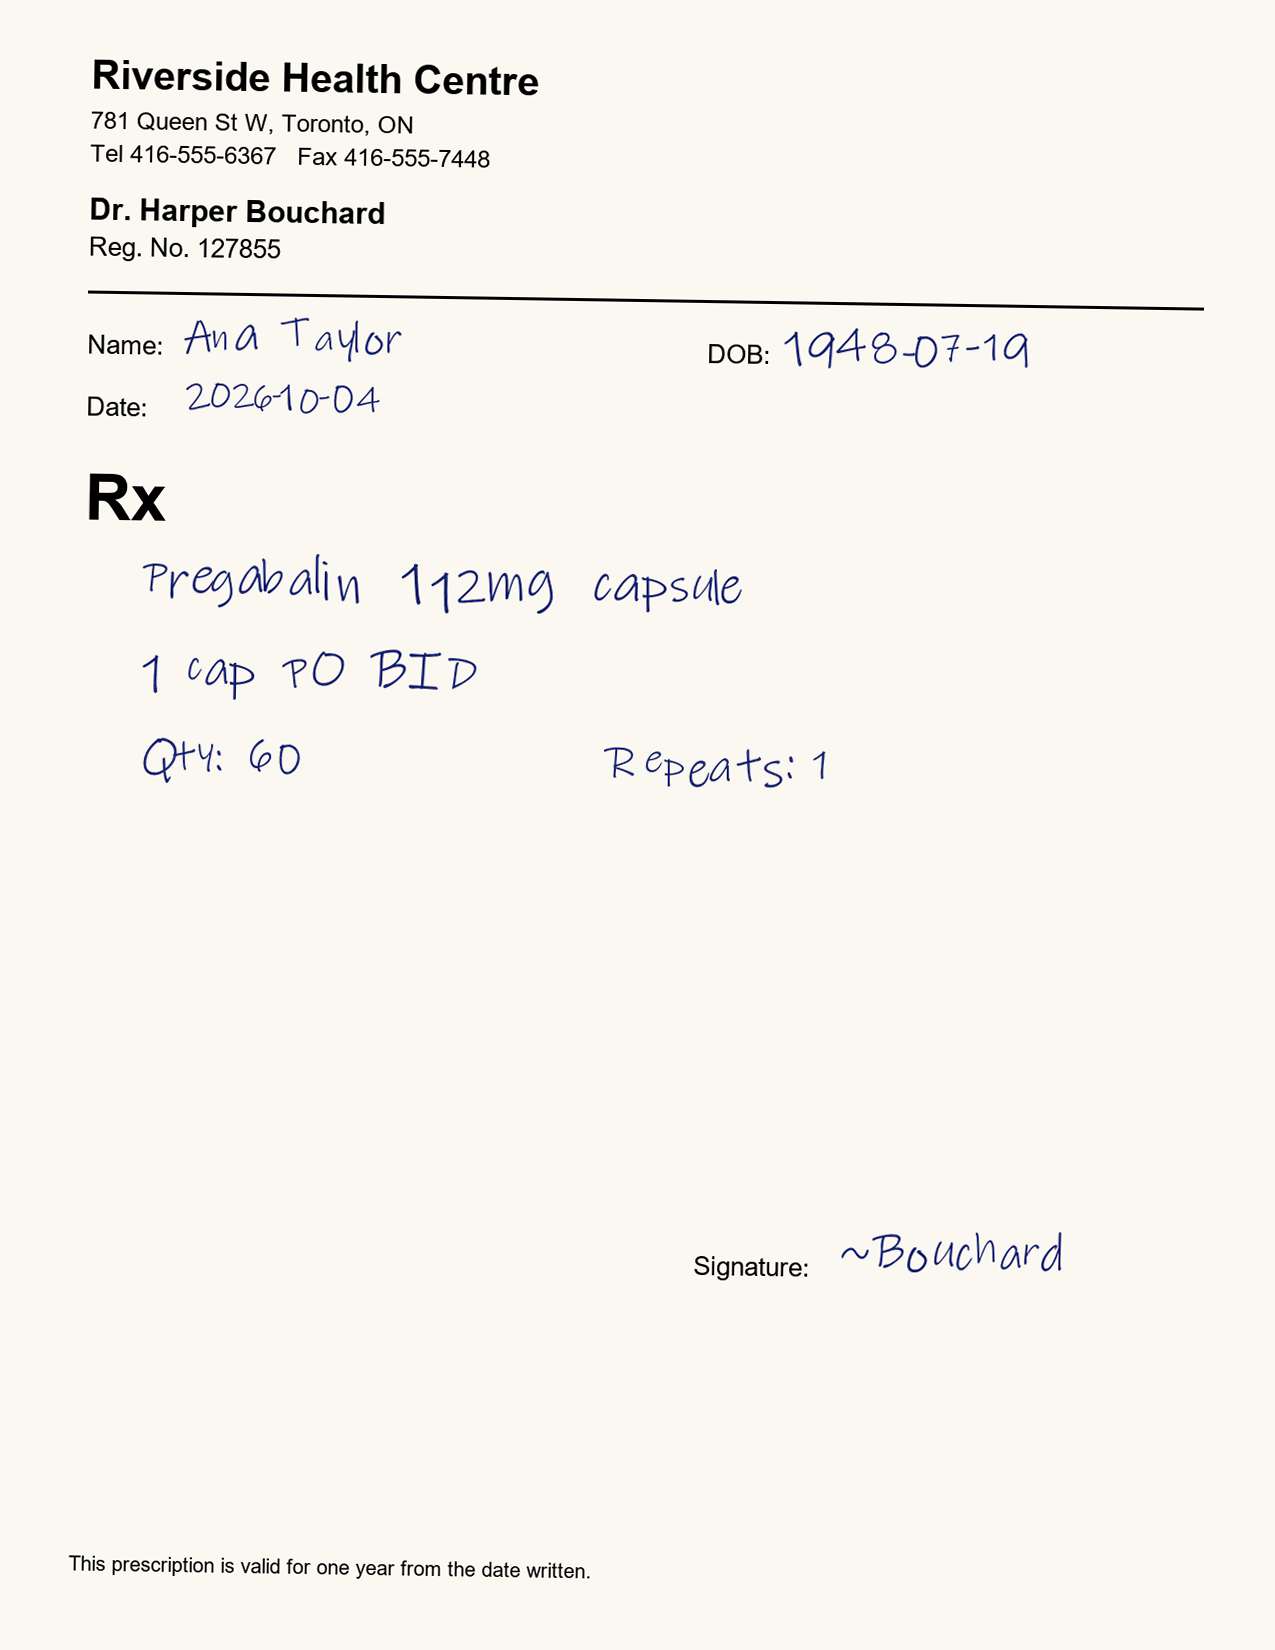 Riverside Health Centre
781 Queen St W, Toronto, ON
Tel 416-555-6367 Fax 416-555-7448
Dr. Harper Bouchard
Reg. No. 127855
Name: Ana Taylor DOB: 1948-07-19
Date: 2026-10-04
Rx
Pregabalin 112mg capsule
1 cap PO BID
Qty: 60 Repeats: 1
Signature: ~Bouchard
This prescription is valid for one year from the date written.